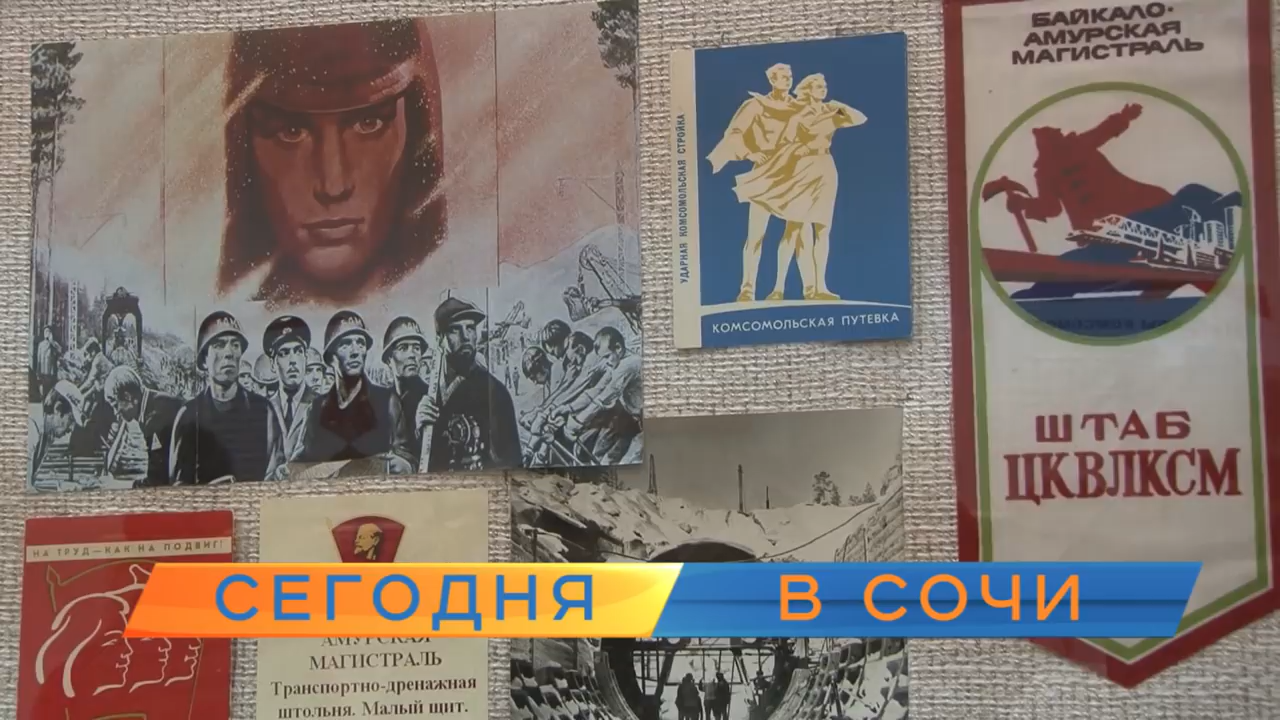 БАЙКАЛО-
АМУРСКАЯ
МАГИСТРАЛЬ
УДАРНАЯ КОМСОМОЛЬСКАЯ СТРОЙКА
КОМСОМОЛЬСКАЯ ПУТЕВКА
ШТАБ
ЦКВЛКСМ
НА ТРУД—КАК НА ПОДВИГ!
СЕГОДНЯ В СОЧИ
АМУРСКАЯ
МАГИСТРАЛЬ
Транспортно-дренажная
штольня. Малый щит.